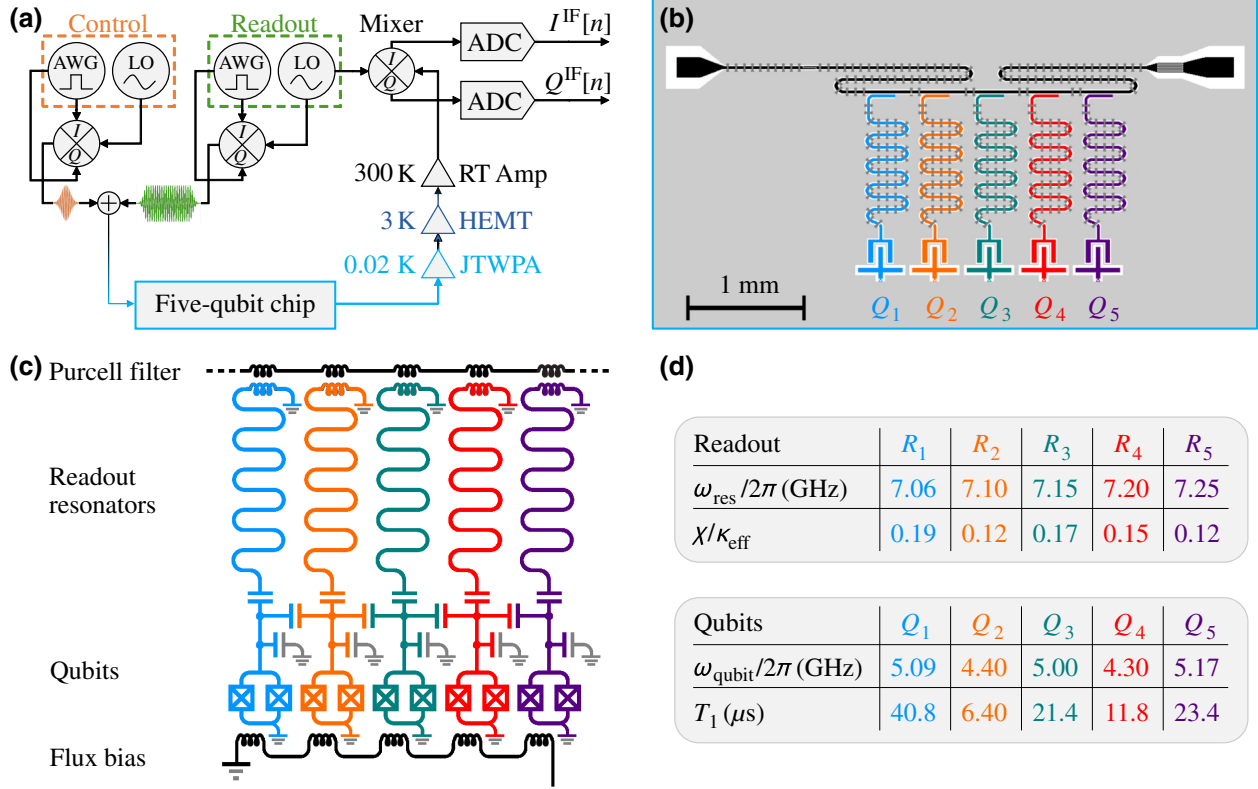 (a)
Control
Readout
Mixer
AWG
LO
AWG
LO
I
Q
ADC
I^IF[n]
ADC
Q^IF[n]
I
Q
I
Q
300 K
RT Amp
3 K
HEMT
0.02 K
JTWPA
Five-qubit chip
(b)
1 mm
Q1 Q2 Q3 Q4 Q5
(c)
Purcell filter
Readout
resonators
Qubits
Flux bias
(d)
Readout R1 R2 R3 R4 R5
ω_res/2π (GHz) 7.06 7.10 7.15 7.20 7.25
χ/κ_eff 0.19 0.12 0.17 0.15 0.12
Qubits Q1 Q2 Q3 Q4 Q5
ω_qubit/2π (GHz) 5.09 4.40 5.00 4.30 5.17
T1 (μs) 40.8 6.40 21.4 11.8 23.4